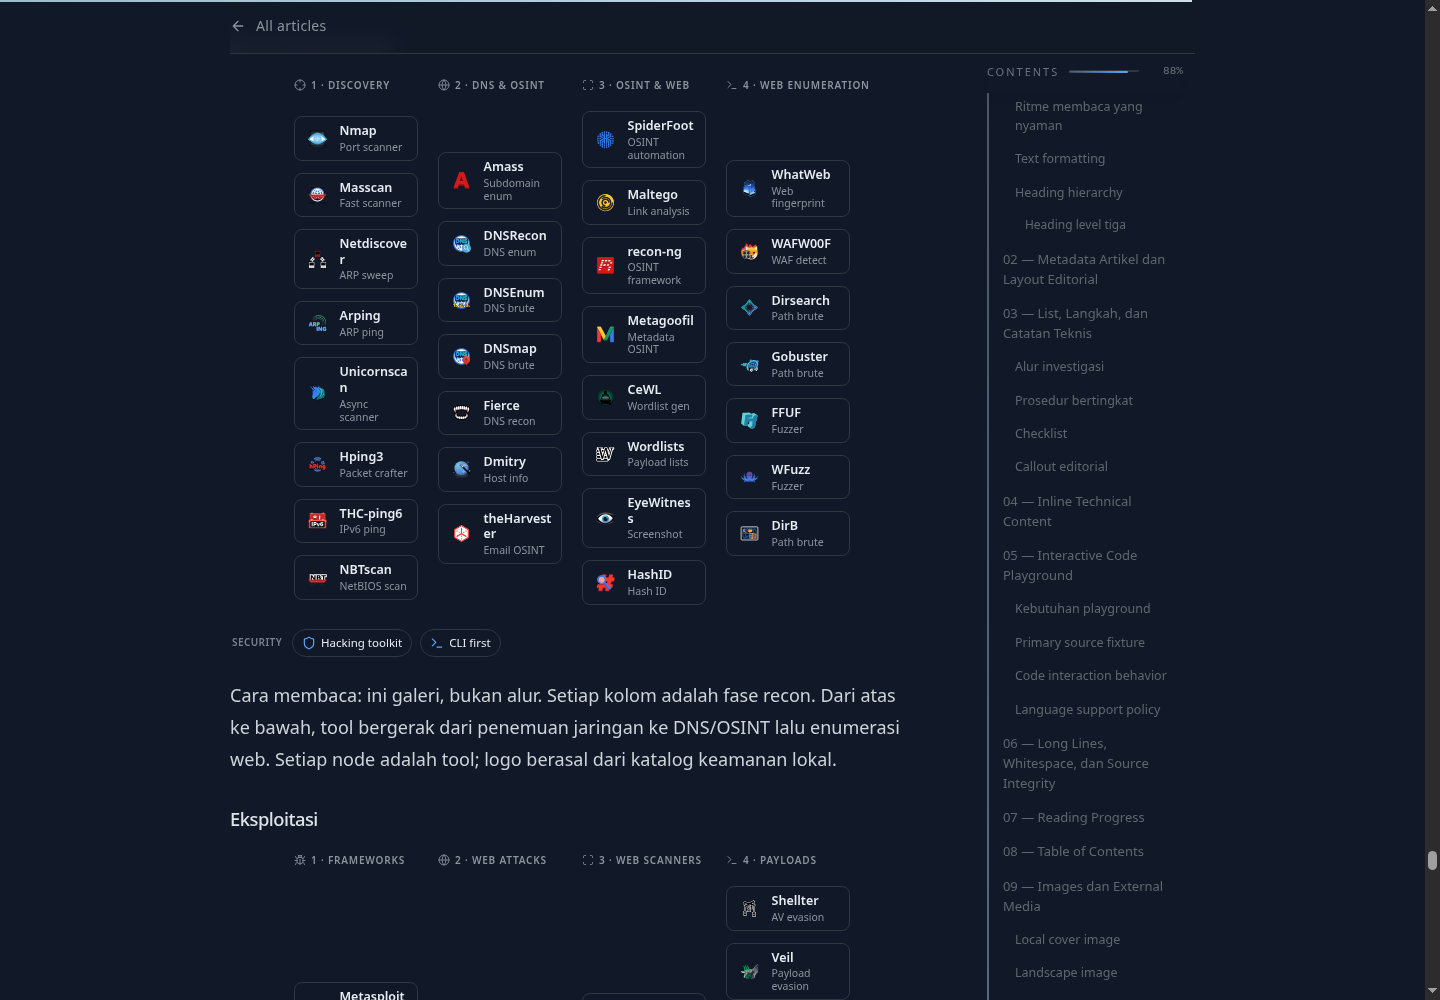 All articles
1 · DISCOVERY
Nmap
Port scanner
Masscan
Fast scanner
Netdiscove
r
ARP sweep
Arping
ARP ping
Unicornsca
n
Async
scanner
Hping3
Packet crafter
THC-ping6
IPv6 ping
NBTscan
NetBIOS scan
2 · DNS & OSINT
Amass
Subdomain
enum
DNSRecon
DNS enum
DNSEnum
DNS brute
DNSmap
DNS brute
Fierce
DNS recon
Dmitry
Host info
theHarvest
er
Email OSINT
3 · OSINT & WEB
SpiderFoot
OSINT
automation
Maltego
Link analysis
recon-ng
OSINT
framework
Metagoofil
Metadata
OSINT
CeWL
Wordlist gen
Wordlists
Payload lists
EyeWitnes
s
Screenshot
HashID
Hash ID
4 · WEB ENUMERATION
WhatWeb
Web
fingerprint
WAFW00F
WAF detect
Dirsearch
Path brute
Gobuster
Path brute
FFUF
Fuzzer
WFuzz
Fuzzer
DirB
Path brute
SECURITY
Hacking toolkit
CLI first
Cara membaca: ini galeri, bukan alur. Setiap kolom adalah fase recon. Dari atas
ke bawah, tool bergerak dari penemuan jaringan ke DNS/OSINT lalu enumerasi
web. Setiap node adalah tool; logo berasal dari katalog keamanan lokal.
Eksploitasi
1 · FRAMEWORKS
Metasploit
2 · WEB ATTACKS
3 · WEB SCANNERS
4 · PAYLOADS
Shellter
AV evasion
Veil
Payload
evasion
CONTENTS
88%
Ritme membaca yang
nyaman
Text formatting
Heading hierarchy
Heading level tiga
02 — Metadata Artikel dan
Layout Editorial
03 — List, Langkah, dan
Catatan Teknis
Alur investigasi
Prosedur bertingkat
Checklist
Callout editorial
04 — Inline Technical
Content
05 — Interactive Code
Playground
Kebutuhan playground
Primary source fixture
Code interaction behavior
Language support policy
06 — Long Lines,
Whitespace, dan Source
Integrity
07 — Reading Progress
08 — Table of Contents
09 — Images dan External
Media
Local cover image
Landscape image